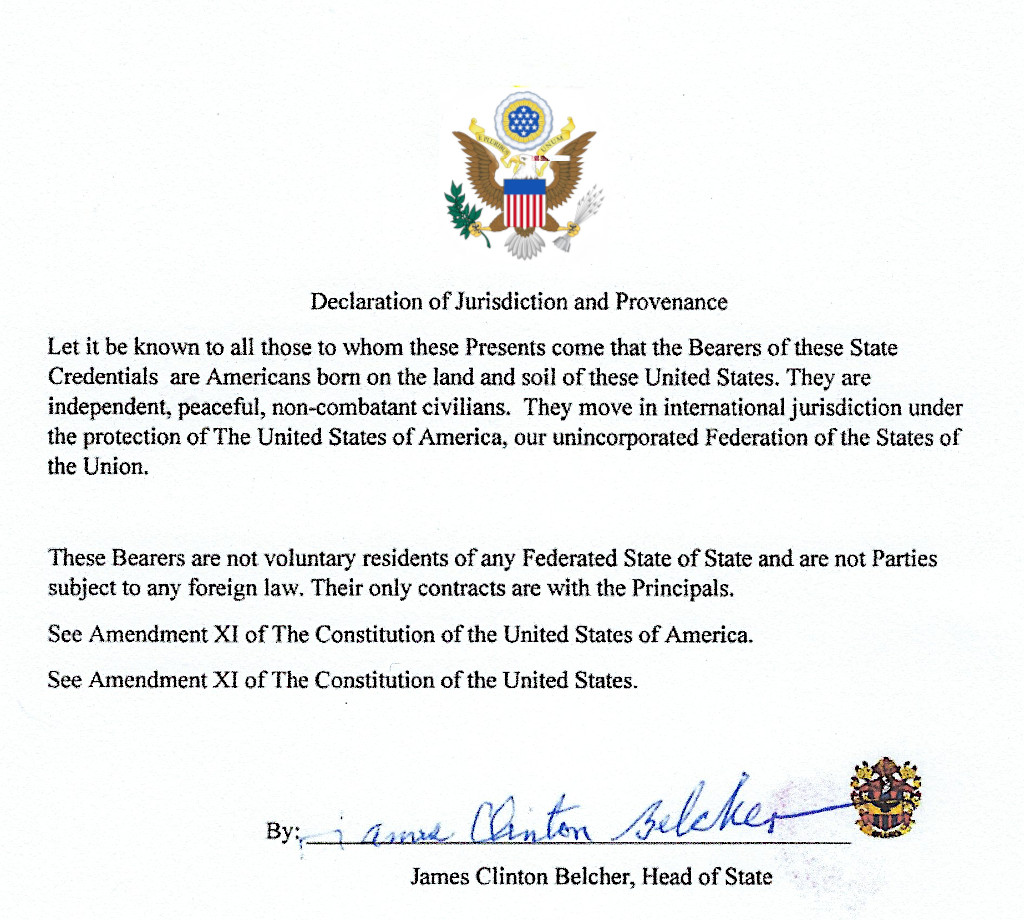 E PLURIBUS UNUM
Declaration of Jurisdiction and Provenance
Let it be known to all those to whom these Presents come that the Bearers of these State
Credentials are Americans born on the land and soil of these United States. They are
independent, peaceful, non-combatant civilians. They move in international jurisdiction under
the protection of The United States of America, our unincorporated Federation of the States of
the Union.
These Bearers are not voluntary residents of any Federated State of State and are not Parties
subject to any foreign law. Their only contracts are with the Principals.
See Amendment XI of The Constitution of the United States of America.
See Amendment XI of The Constitution of the United States.
By: James Clinton Belcher
James Clinton Belcher, Head of State